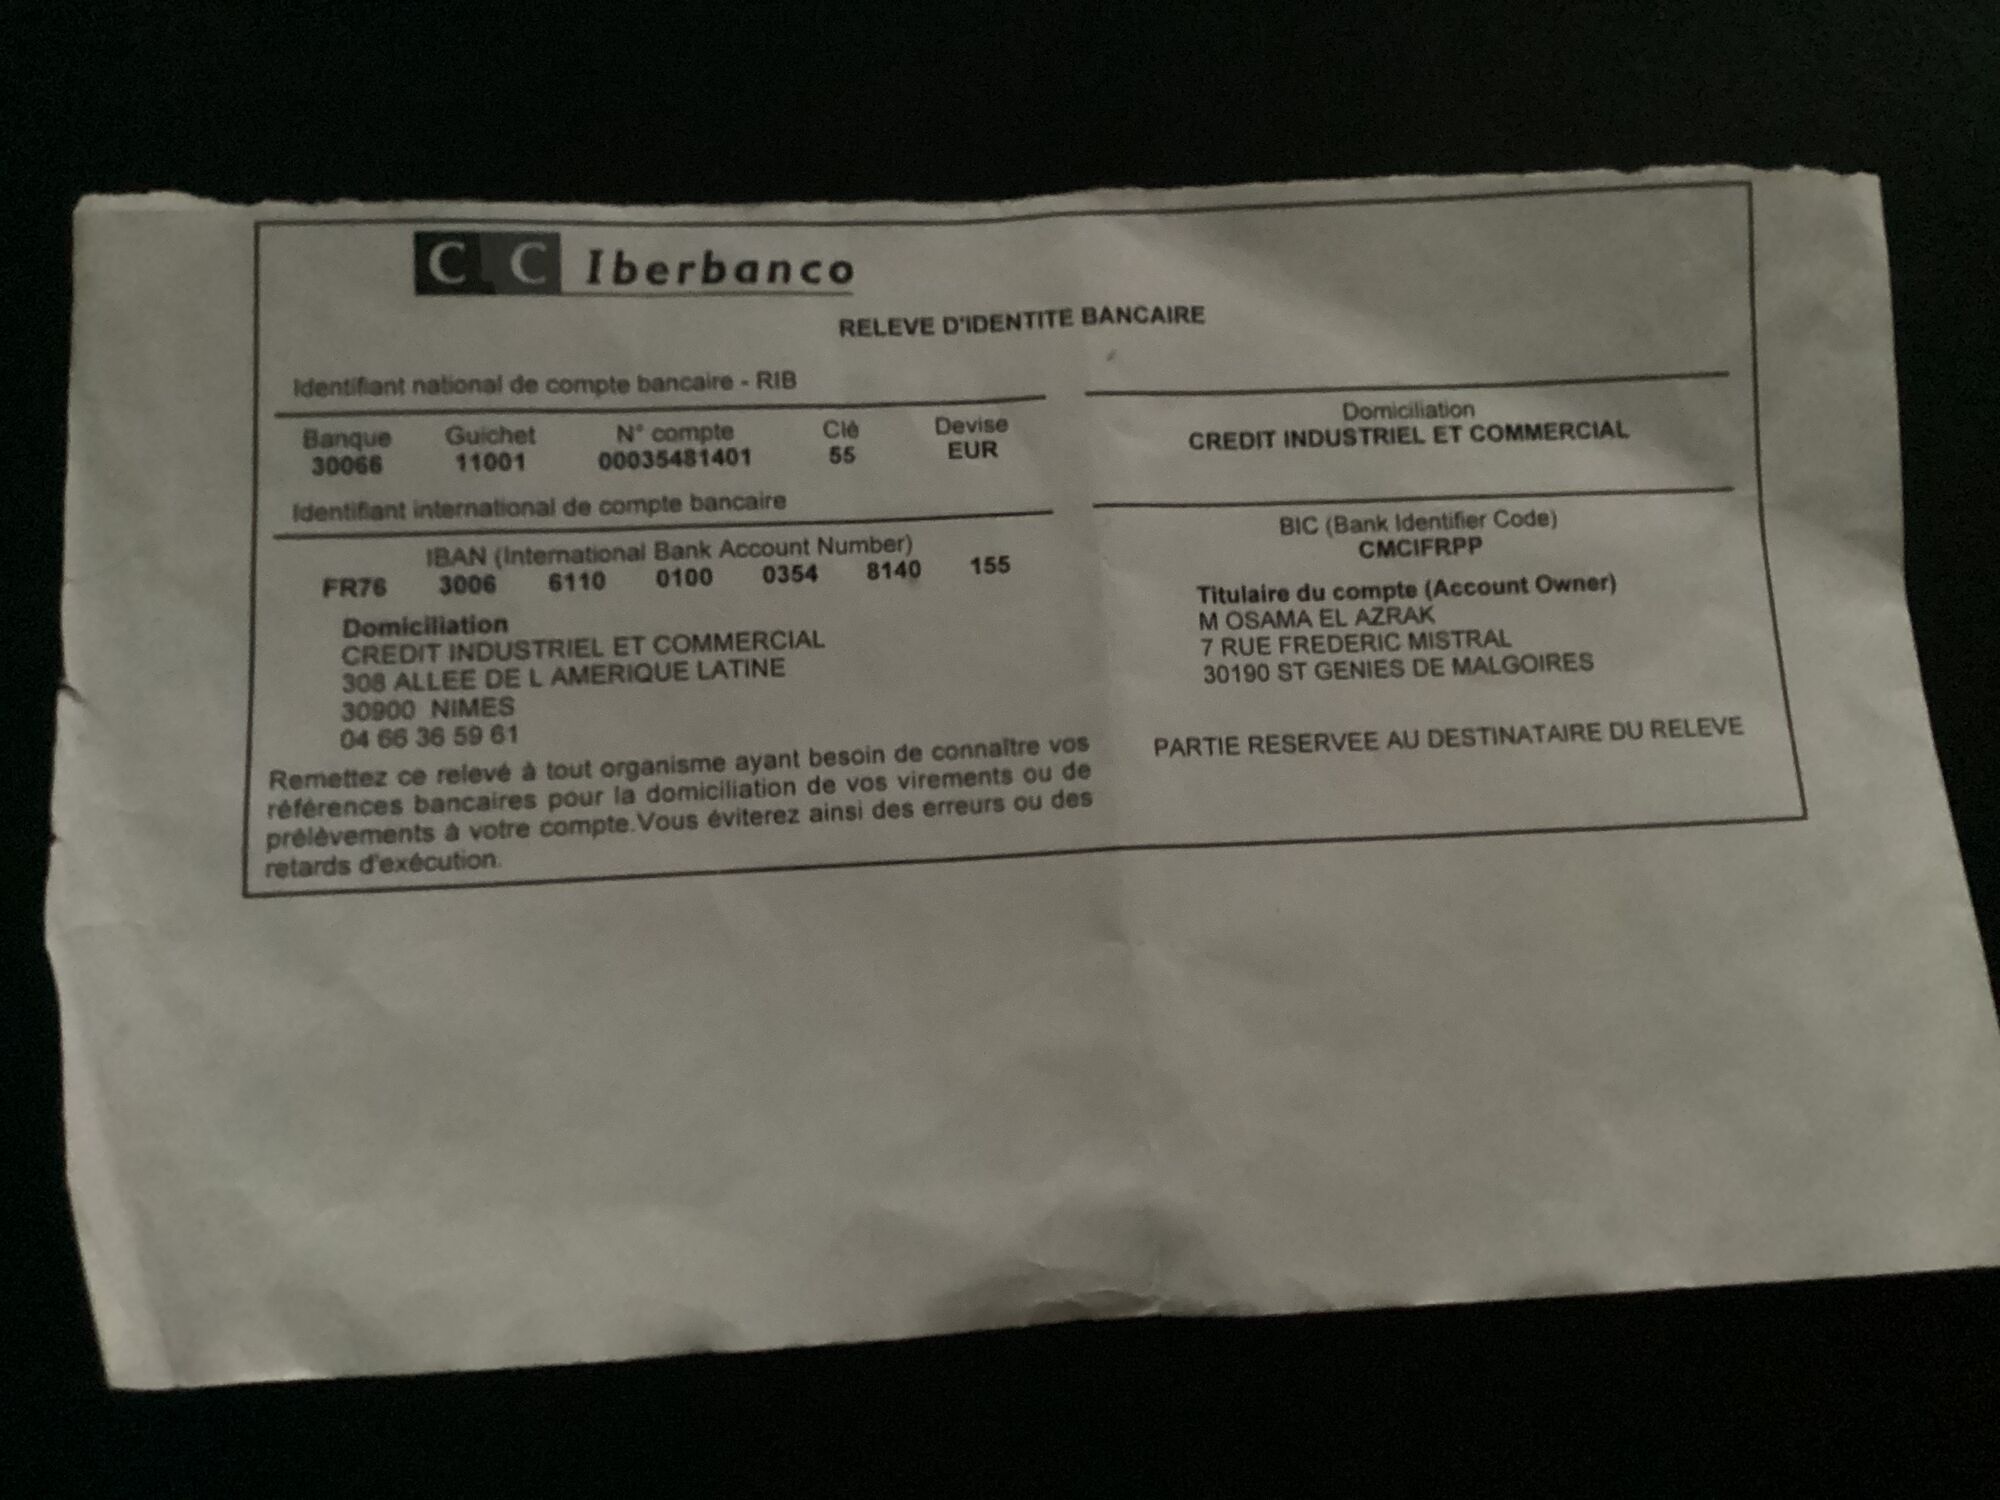 C C Iberbanco
RELEVE D'IDENTITE BANCAIRE
Identifiant national de compte bancaire - RIB
Banque Guichet N° compte Clé Devise
30066 11001 00035481401 55 EUR
Domiciliation
CREDIT INDUSTRIEL ET COMMERCIAL
Identifiant international de compte bancaire
IBAN (International Bank Account Number)
FR76 3006 6110 0100 0354 8140 155
BIC (Bank Identifier Code)
CMCIFRPP
Domiciliation
CREDIT INDUSTRIEL ET COMMERCIAL
308 ALLEE DE L AMERIQUE LATINE
30900 NIMES
04 66 36 59 61
Titulaire du compte (Account Owner)
M OSAMA EL AZRAK
7 RUE FREDERIC MISTRAL
30190 ST GENIES DE MALGOIRES
Remettez ce relevé à tout organisme ayant besoin de connaître vos
références bancaires pour la domiciliation de vos virements ou de
prélèvements à votre compte.Vous éviterez ainsi des erreurs ou des
retards d'exécution.
PARTIE RESERVEE AU DESTINATAIRE DU RELEVE